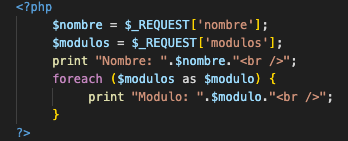 <?php
$nombre = $_REQUEST['nombre'];
$modulos = $_REQUEST['modulos'];
print "Nombre: ".$nombre."<br />";
foreach ($modulos as $modulo) {
print "Modulo: ".$modulo."<br />";
}
?>